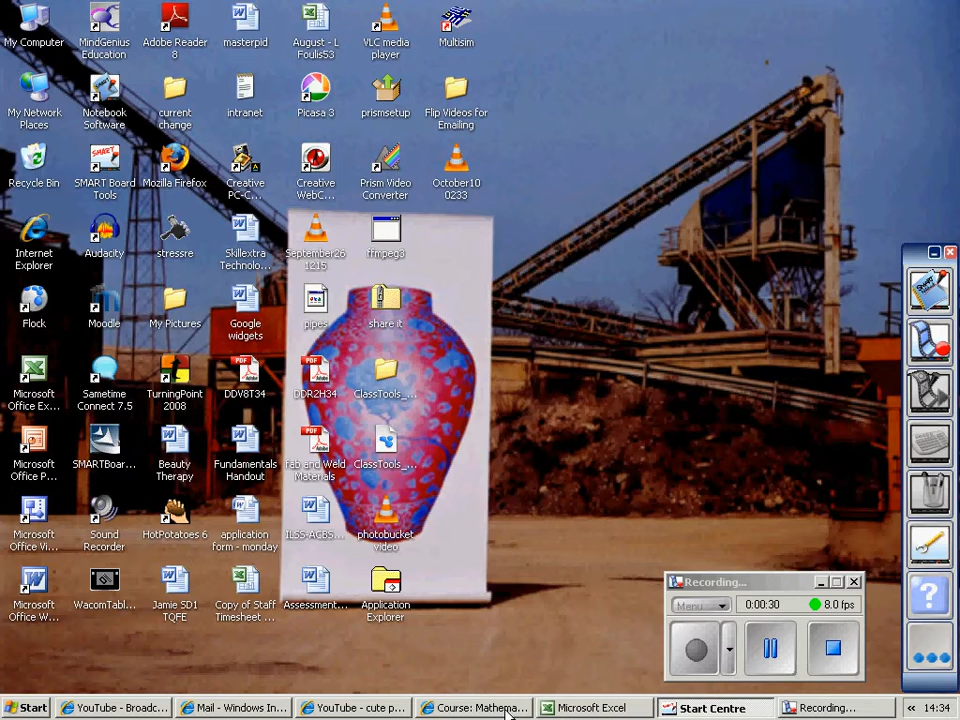 My Computer
MindGenius
Education
Adobe Reader
8
masterpid
August - L
Foulis53
VLC media
player
Multisim
My Network
Places
Notebook
Software
current
change
intranet
Picasa 3
prismsetup
Flip Videos for
Emailing
Recycle Bin
SMART Board
Tools
Mozilla Firefox
Creative
PC-C...
Creative
WebC...
Prism Video
Converter
October10
0233
Internet
Explorer
Audacity
stressre
Skillextra
Technolo...
September26
1215
ffmpeg3
Flock
Moodle
My Pictures
Google
widgets
pipes
share it
Microsoft
Office Ex...
Sametime
Connect 7.5
TurningPoint
2008
DDV8T34
DDR2H34
ClassTools_...
Microsoft
Office P...
SMARTBoar...
Beauty
Therapy
Fundamentals
Handout
Fab and Weld
Materials
ClassTools_...
Microsoft
Office Vi...
Sound
Recorder
HotPotatoes 6
application
form - monday
ILSS-AC8S...
photobucket
video
Microsoft
Office W...
WacomTabl...
Jamie SD1
TQFE
Copy of Staff
Timesheet ...
Assessment...
Application
Explorer
Recording...
Menu
0:00:30
8.0 fps
Start
YouTube - Broadc...
Mail - Windows In...
YouTube - cute p...
Course: Mathema...
Microsoft Excel
Start Centre
Recording...
14:34